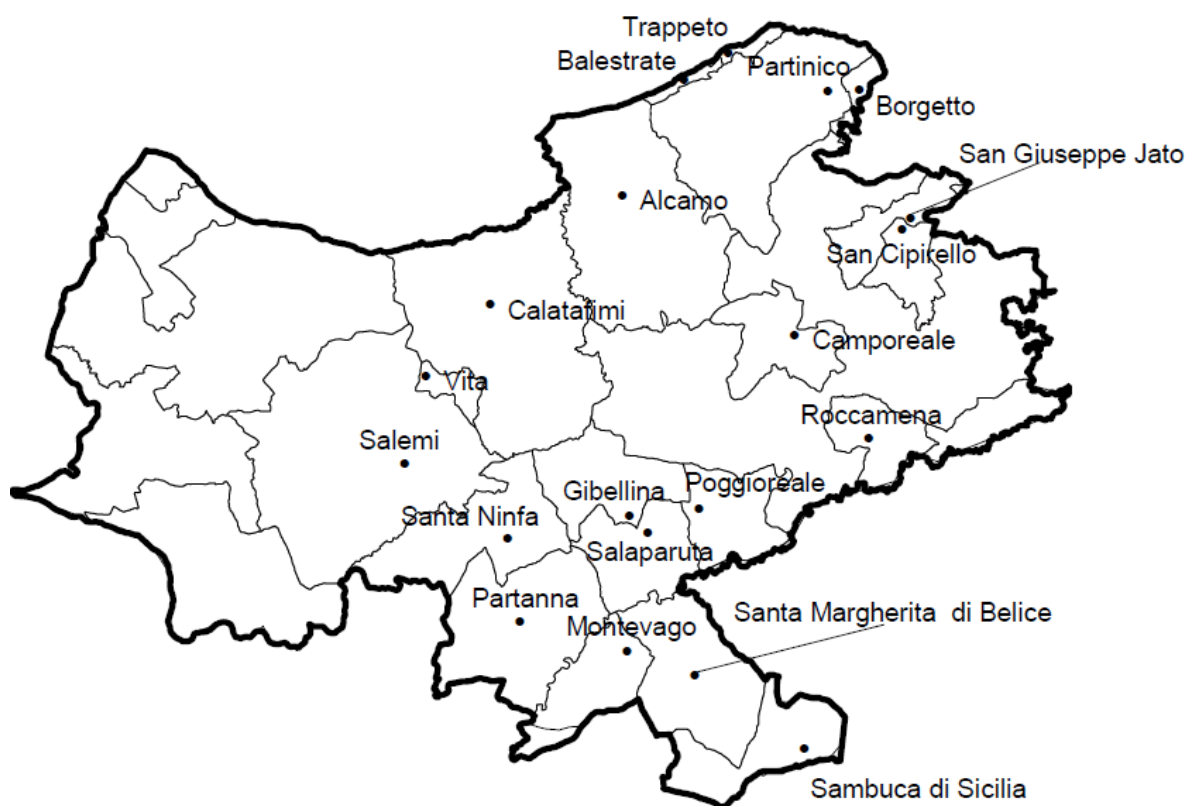 Trappeto
Balestrate
Partinico
Borgetto
San Giuseppe Jato
Alcamo
San Cipirello
Calatafimi
Camporeale
Vita
Roccamena
Salemi
Gibellina
Poggioreale
Santa Ninfa
Salaparuta
Partanna
Montevago
Santa Margherita di Belice
Sambuca di Sicilia